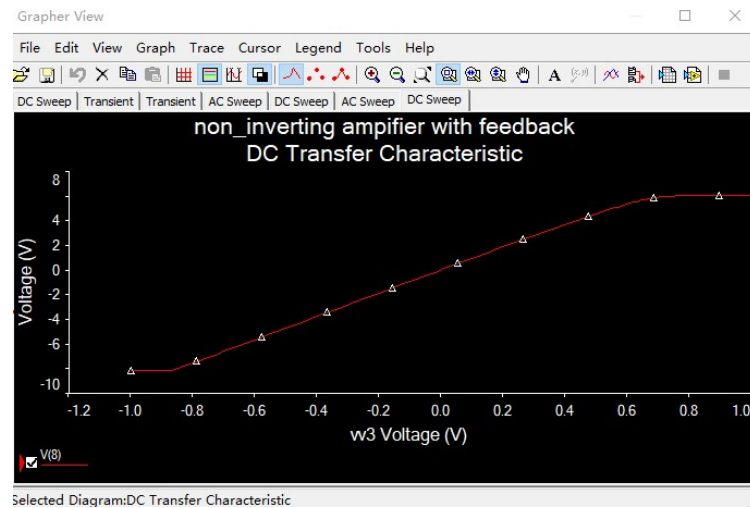 Grapher View
File Edit View Graph Trace Cursor Legend Tools Help
A
DC Sweep Transient Transient AC Sweep DC Sweep AC Sweep DC Sweep
non_inverting ampifier with feedback
DC Transfer Characteristic
8
4
2
0
-2
-4
-6
-10
Voltage (V)
-1.2 -1.0 -0.8 -0.6 -0.4 -0.2 0.0 0.2 0.4 0.6 0.8 1.0
vv3 Voltage (V)
V(8)
Selected Diagram:DC Transfer Characteristic